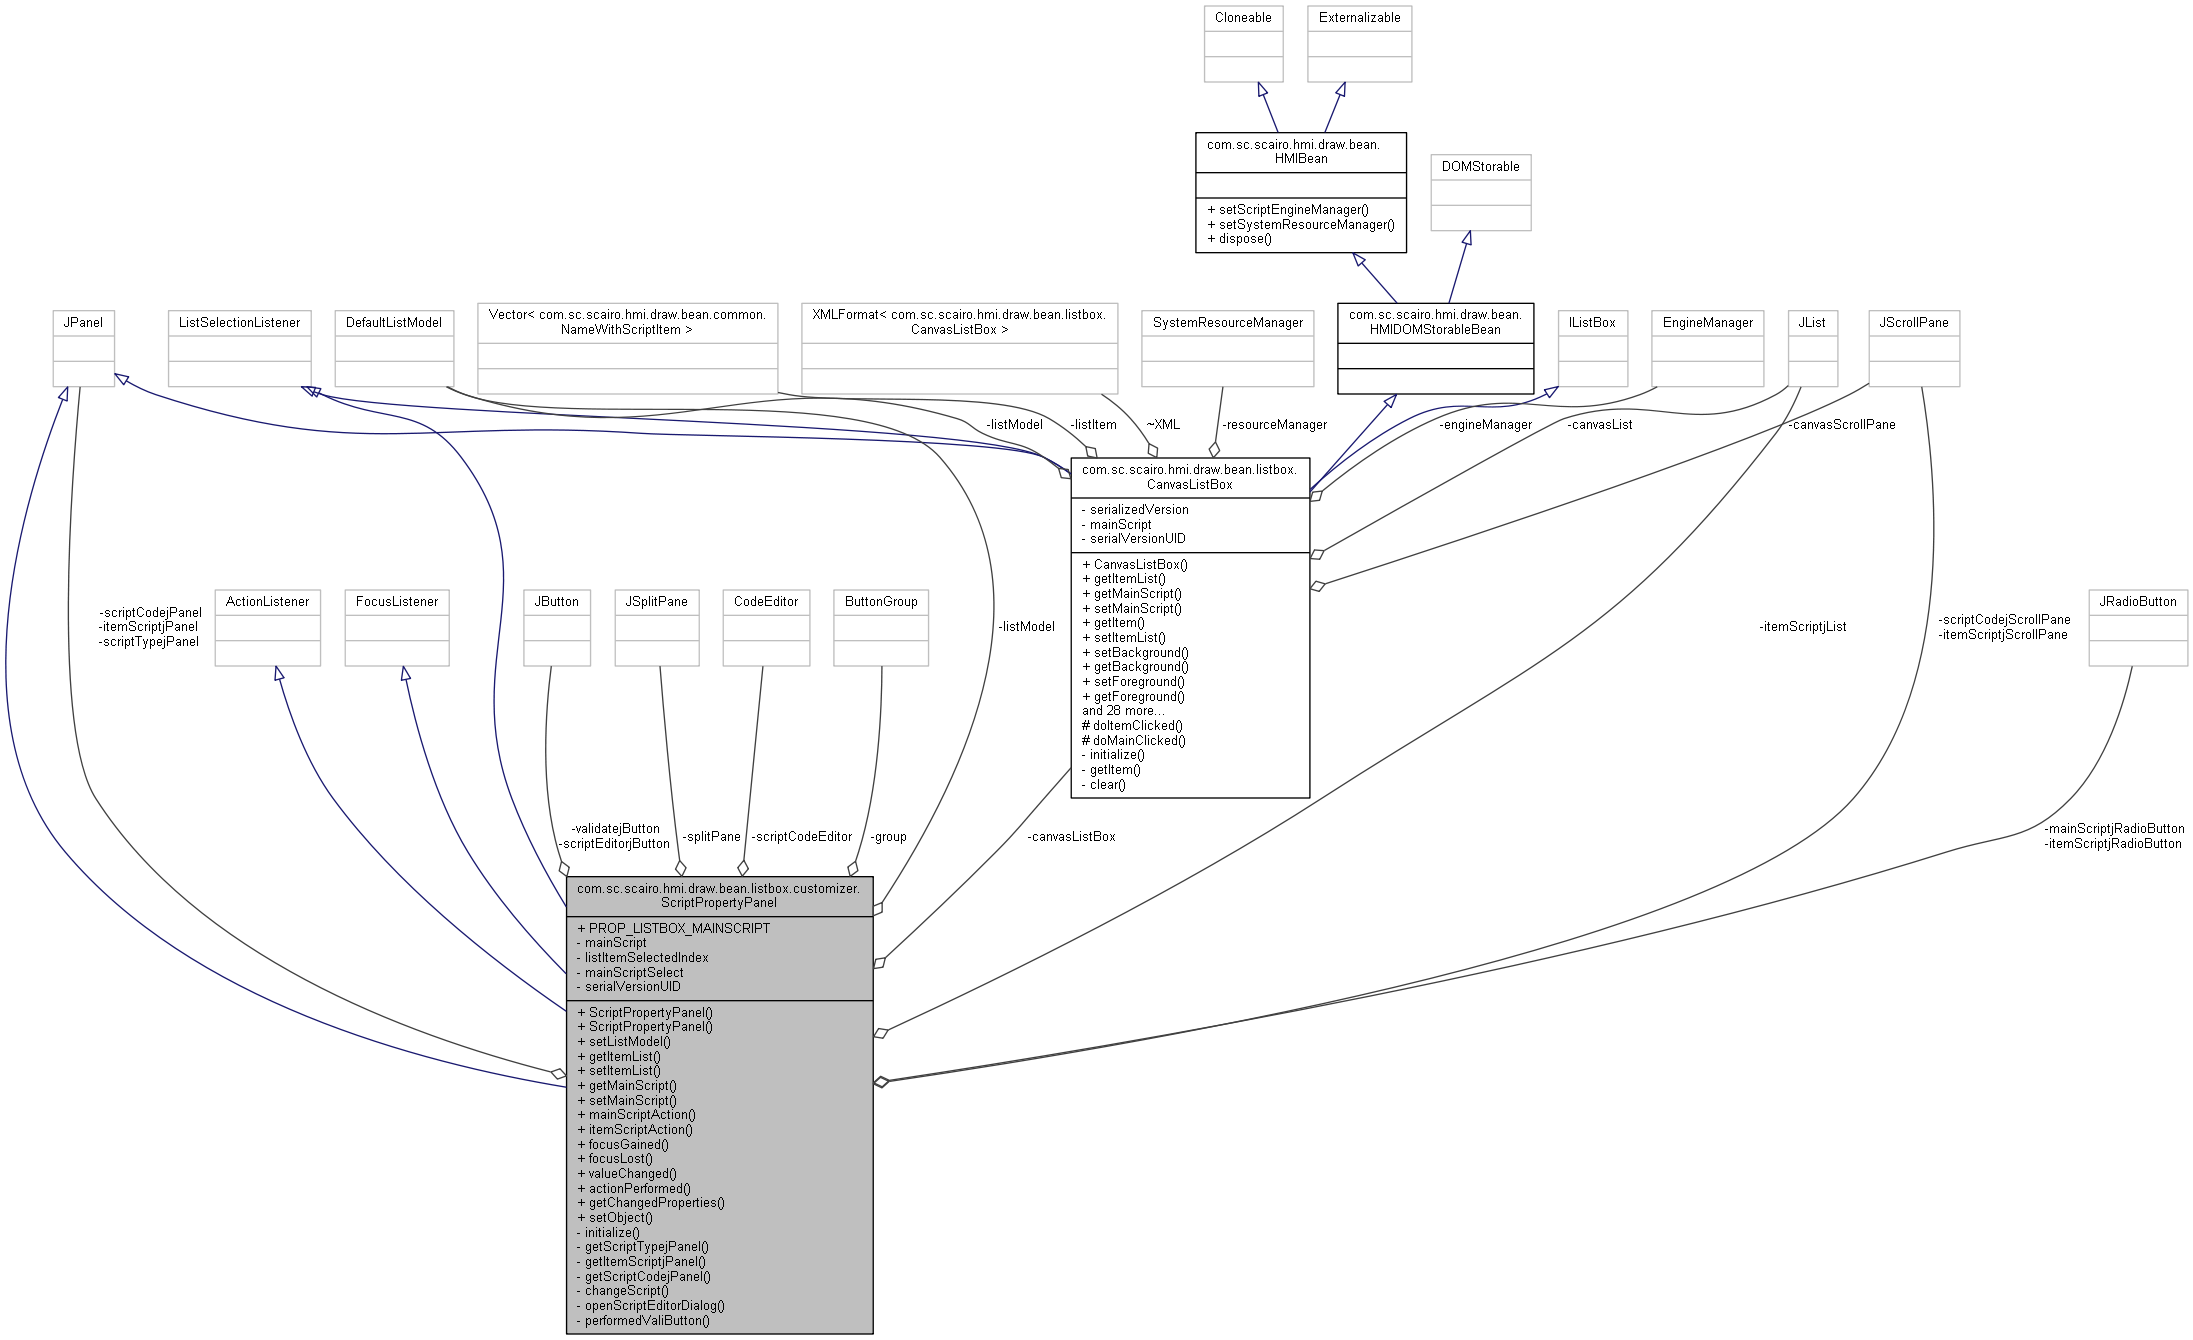 Cloneable
Externalizable
com.sc.scairo.hmi.draw.bean.
HMIBean
+ setScriptEngineManager()
+ setSystemResourceManager()
+ dispose()
DOMStorable
JPanel
ListSelectionListener
DefaultListModel
Vector< com.sc.scairo.hmi.draw.bean.common.
NameWithScriptItem >
XMLFormat< com.sc.scairo.hmi.draw.bean.listbox.
CanvasListBox >
SystemResourceManager
com.sc.scairo.hmi.draw.bean.
HMIDOMStorableBean
IListBox
EngineManager
JList
JScrollPane
-listModel
-listItem
~XML
-resourceManager
-engineManager
-canvasList
-canvasScrollPane
com.sc.scairo.hmi.draw.bean.listbox.
CanvasListBox
- serializedVersion
- mainScript
- serialVersionUID
+ CanvasListBox()
+ getItemList()
+ getMainScript()
+ setMainScript()
+ getItem()
+ setItemList()
+ setBackground()
+ getBackground()
+ setForeground()
+ getForeground()
and 28 more...
# doItemClicked()
# doMainClicked()
- initialize()
- getItem()
- clear()
-scriptCodejPanel
-itemScriptjPanel
-scriptTypejPanel
ActionListener
FocusListener
JButton
JSplitPane
CodeEditor
ButtonGroup
-listModel
-itemScriptjList
-scriptCodejScrollPane
-itemScriptjScrollPane
JRadioButton
-validatejButton
-scriptEditorjButton
-splitPane
-scriptCodeEditor
-group
-canvasListBox
-mainScriptjRadioButton
-itemScriptjRadioButton
com.sc.scairo.hmi.draw.bean.listbox.customizer.
ScriptPropertyPanel
+ PROP_LISTBOX_MAINSCRIPT
- mainScript
- listItemSelectedIndex
- mainScriptSelect
- serialVersionUID
+ ScriptPropertyPanel()
+ ScriptPropertyPanel()
+ setListModel()
+ getItemList()
+ setItemList()
+ getMainScript()
+ setMainScript()
+ mainScriptAction()
+ itemScriptAction()
+ focusGained()
+ focusLost()
+ valueChanged()
+ actionPerformed()
+ getChangedProperties()
+ setObject()
- initialize()
- getScriptTypejPanel()
- getItemScriptjPanel()
- getScriptCodejPanel()
- changeScript()
- openScriptEditorDialog()
- performedValiButton()